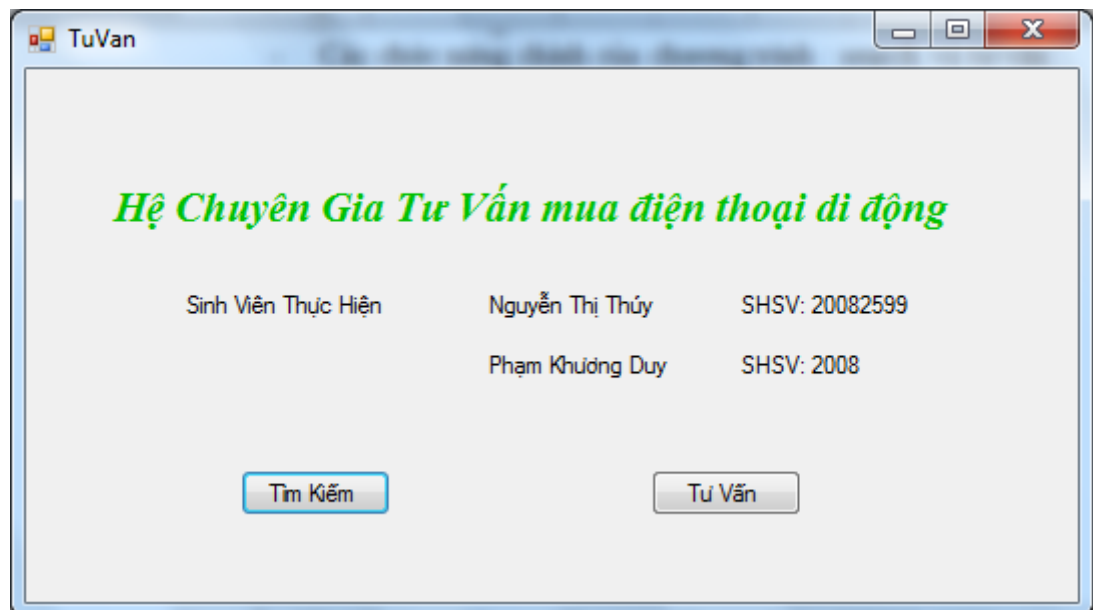 TuVan
Hệ Chuyên Gia Tư Vấn mua điện thoại di động
Sinh Viên Thực Hiện Nguyễn Thị Thúy SHSV: 20082599
Phạm Khương Duy SHSV: 2008
Tìm Kiếm Tư Vấn